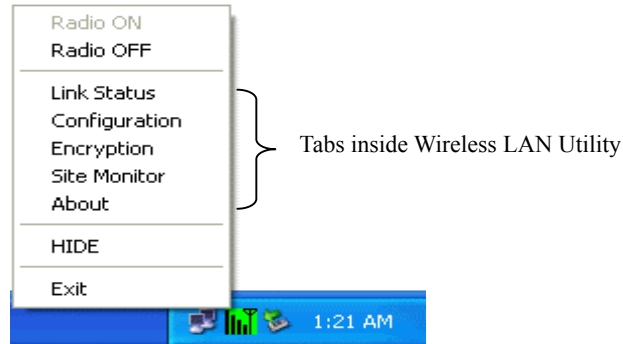 Radio ON
Radio OFF
Link Status
Configuration
Encryption
Site Monitor
About
Tabs inside Wireless LAN Utility
HIDE
Exit
1:21 AM